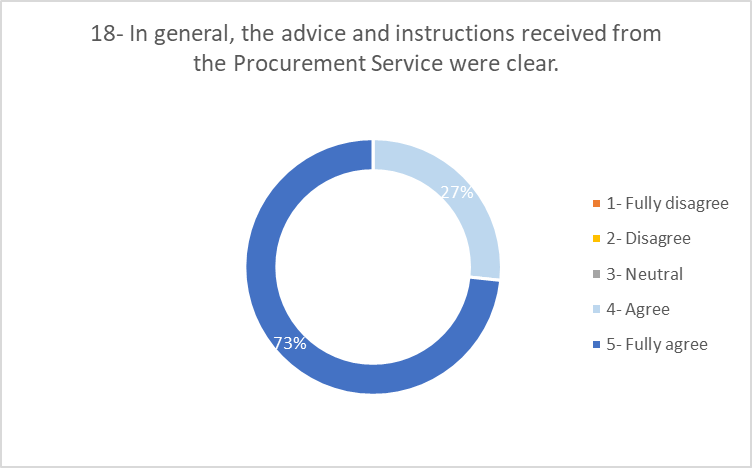 18- In general, the advice and instructions received from
the Procurement Service were clear.
27%
73%
1- Fully disagree
2- Disagree
3- Neutral
4- Agree
5- Fully agree